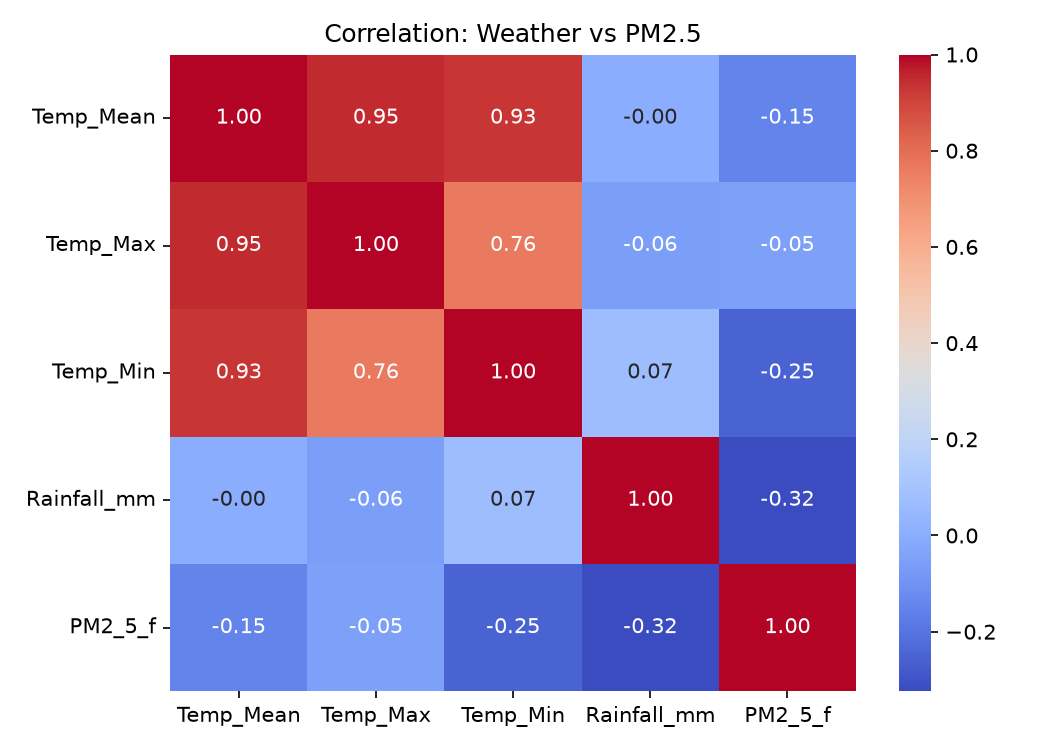 Correlation: Weather vs PM2.5
Temp_Mean 1.00 0.95 0.93 -0.00 -0.15
Temp_Max 0.95 1.00 0.76 -0.06 -0.05
Temp_Min 0.93 0.76 1.00 0.07 -0.25
Rainfall_mm -0.00 -0.06 0.07 1.00 -0.32
PM2_5_f -0.15 -0.05 -0.25 -0.32 1.00
Temp_Mean Temp_Max Temp_Min Rainfall_mm PM2_5_f
1.0
0.8
0.6
0.4
0.2
0.0
−0.2